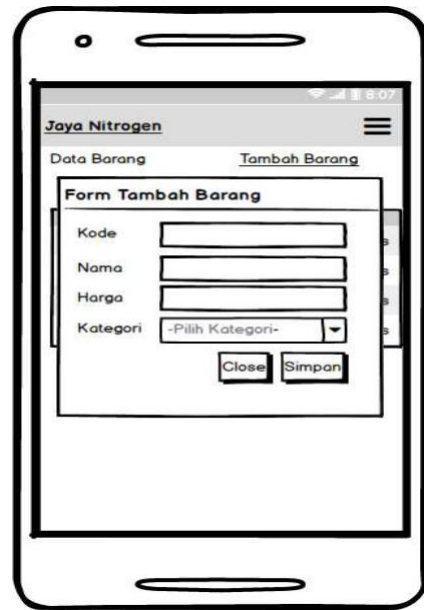 8:07
Jaya Nitrogen
Data Barang Tambah Barang
Form Tambah Barang
Kode
Nama
Harga
Kategori -Pilih Kategori-
Close Simpan